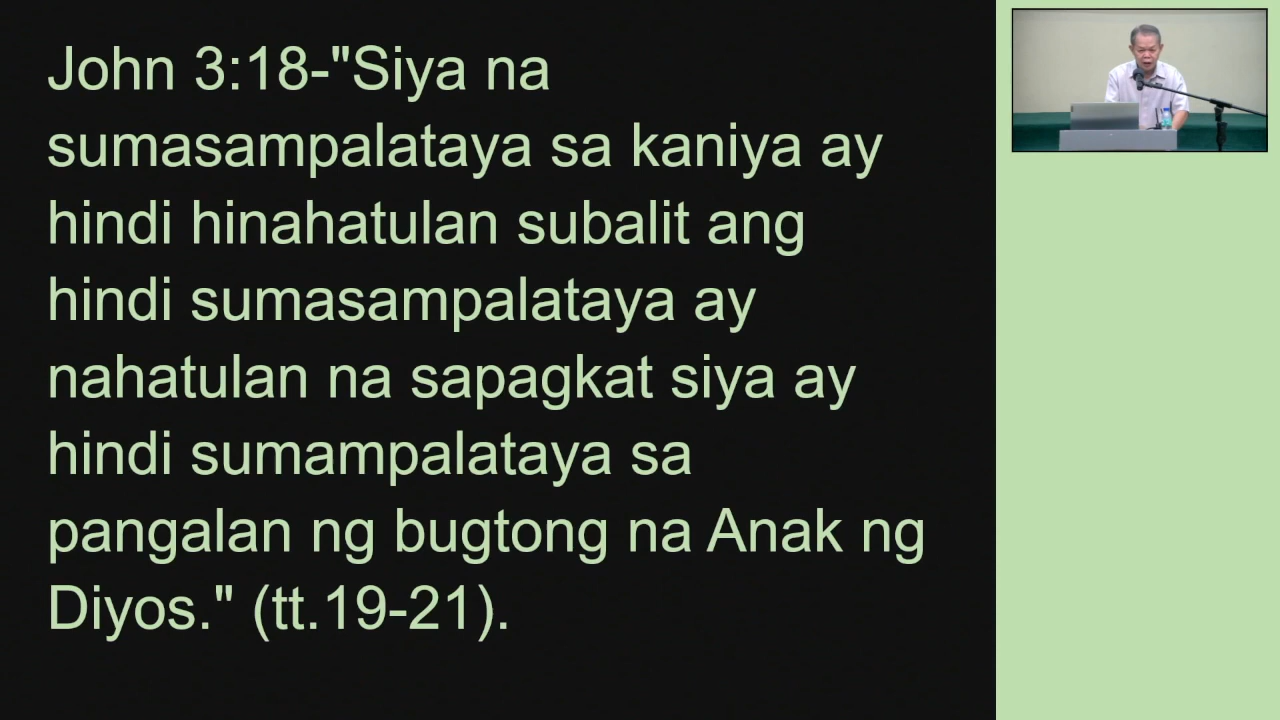 John 3:18-"Siya na
sumasampalataya sa kaniya ay
hindi hinahatulan subalit ang
hindi sumasampalataya ay
nahatulan na sapagkat siya ay
hindi sumampalataya sa
pangalan ng bugtong na Anak ng
Diyos." (tt.19-21).